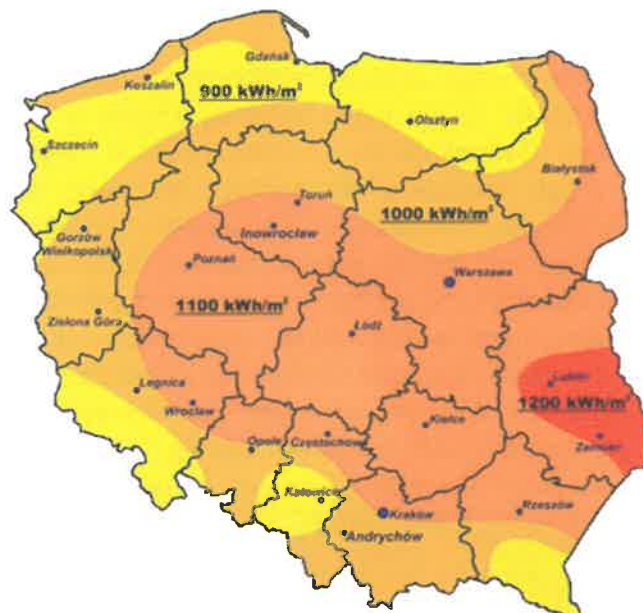 Gdańsk
Koszalin
900 kWh/m²
Olsztyn
Szczecin
Białystok
Toruń
1000 kWh/m²
Gorzów
Wielkopolski
Inowrocław
Poznań
Warszawa
1100 kWh/m²
Zielona Góra
Łódź
Legnica
Lublin
Wrocław
1200 kWh/m²
Kielce
Opole
Częstochowa
Zamość
Katowice
Kraków
Rzeszów
Andrychów